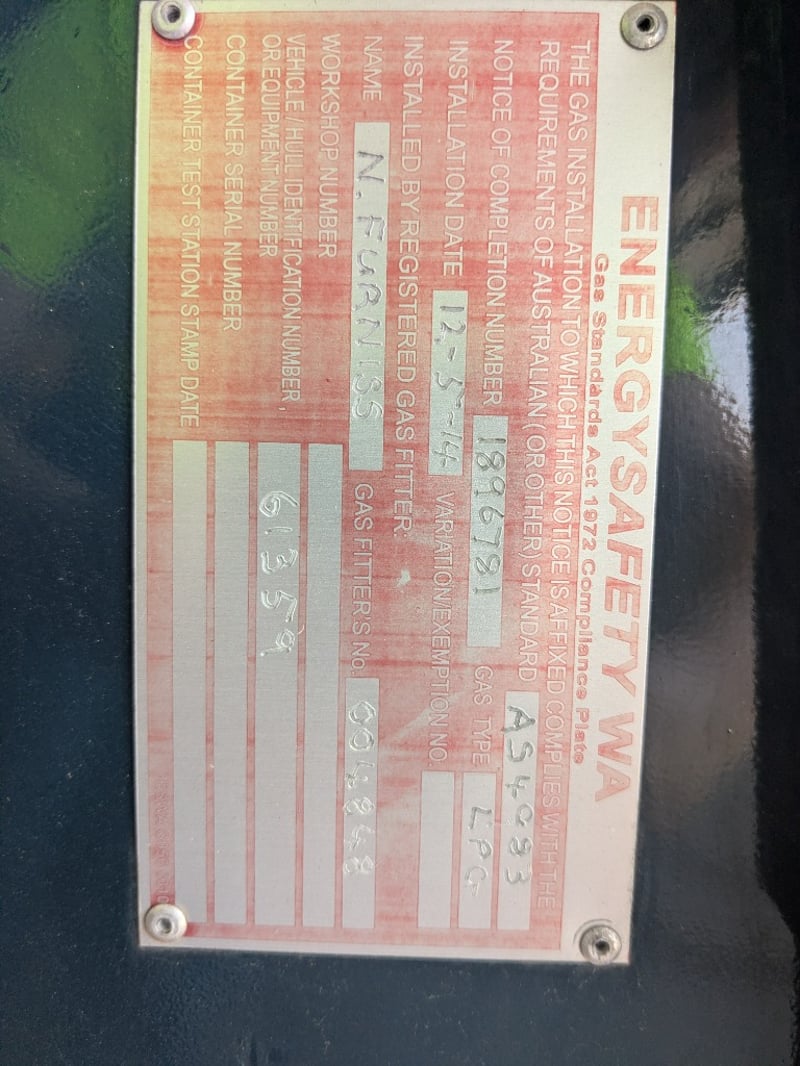 ENERGYSAFETY WA
Gas Standards Act 1972 Compliance Plate
THE GAS INSTALLATION TO WHICH THIS NOTICE IS AFFIXED COMPLIES WITH THE
REQUIREMENTS OF AUSTRALIAN (OR OTHER) STANDARD AS4083
NOTICE OF COMPLETION NUMBER 1896781 GAS TYPE LPG
INSTALLATION DATE 12-5-14 VARIATION/EXEMPTION NO.
INSTALLED BY REGISTERED GAS FITTER:
NAME N. FURNISS GAS FITTER'S No. 004848
WORKSHOP NUMBER
VEHICLE / HULL IDENTIFICATION NUMBER,
OR EQUIPMENT NUMBER 61359
CONTAINER SERIAL NUMBER
CONTAINER TEST STATION STAMP DATE